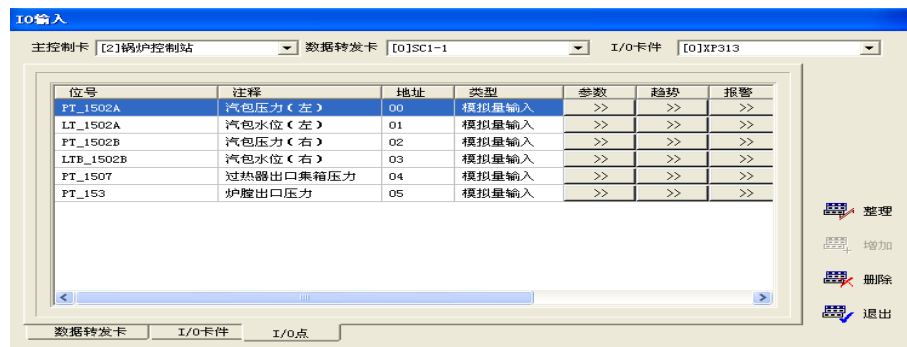 IO输入
主控制卡 [2]锅炉控制站 数据转发卡 [0]SC1-1 I/O卡件 [0]XP313
位号 注释 地址 类型 参数 趋势 报警
PT_1502A 汽包压力(左) 00 模拟量输入 >> >> >>
LT_1502A 汽包水位(左) 01 模拟量输入 >> >> >>
PT_1502B 汽包压力(右) 02 模拟量输入 >> >> >>
LTB_1502B 汽包水位(右) 03 模拟量输入 >> >> >>
PT_1507 过热器出口集箱压力 04 模拟量输入 >> >> >>
PT_153 炉膛出口压力 05 模拟量输入 >> >> >>
整理
增加
删除
退出
数据转发卡 I/O卡件 I/O点